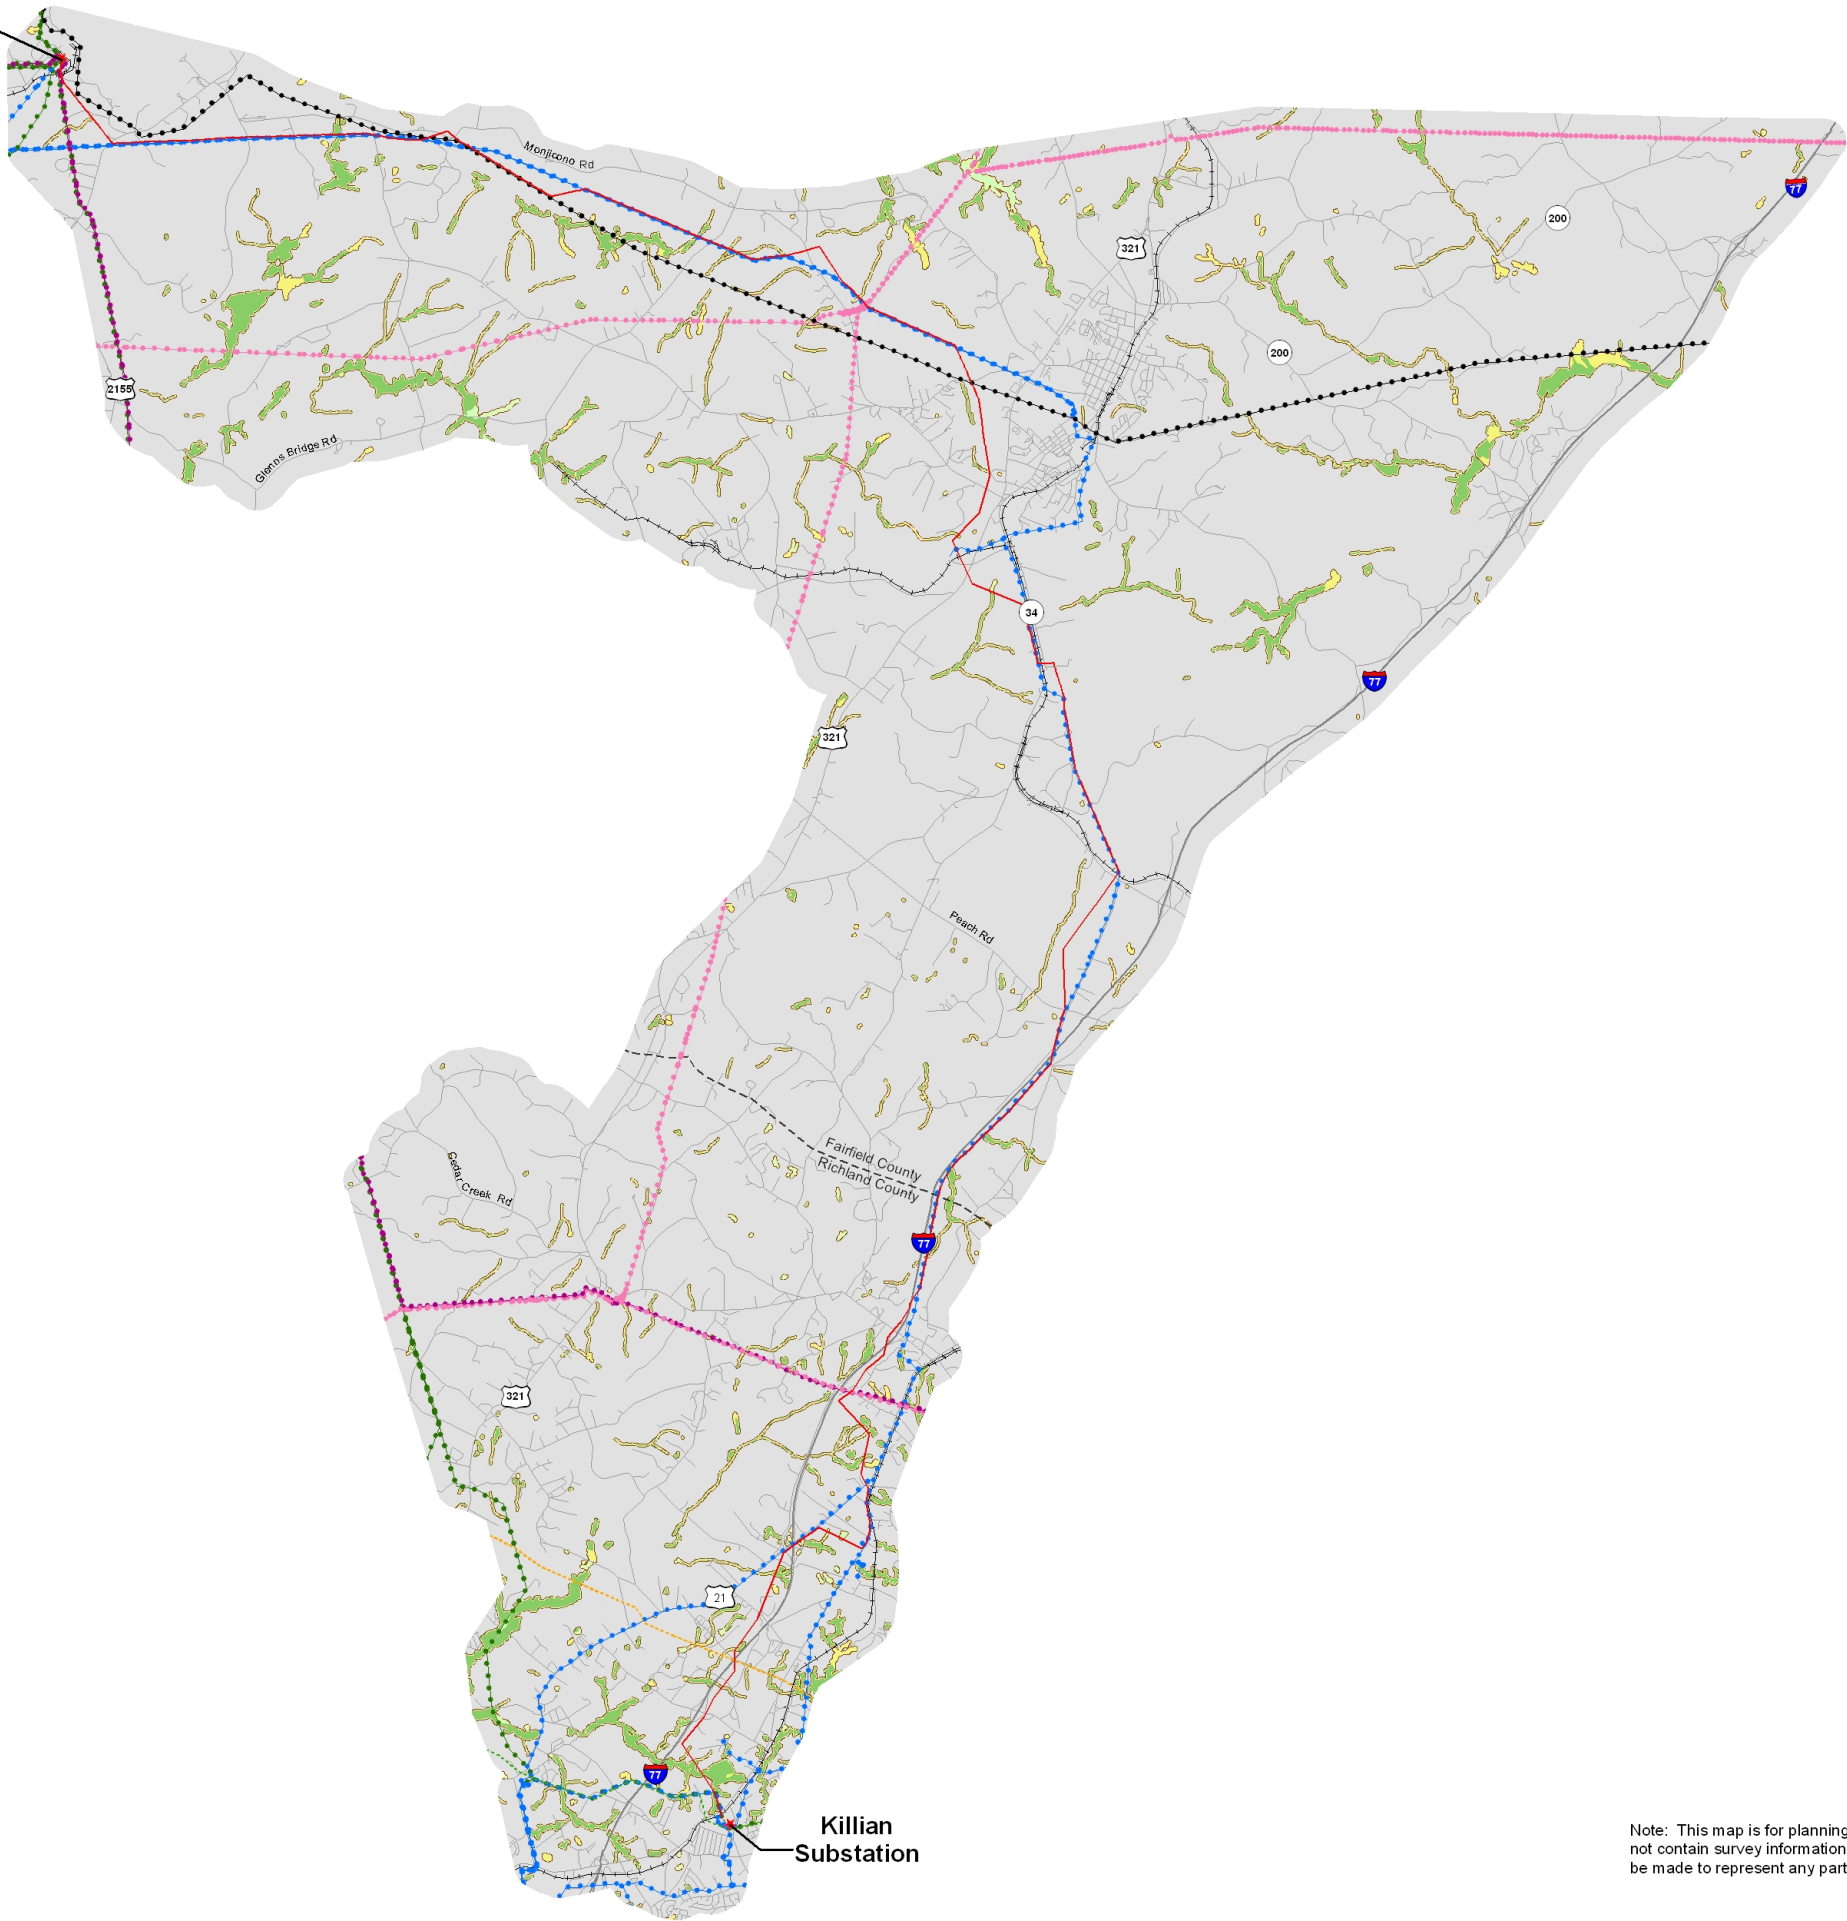 Monjicono Rd
77
200
321
200
2155
Glenns Bridge Rd
34
77
321
Peach Rd
Fairfield County
Richland County
Cedar Creek Rd
77
321
21
77
Killian
Substation
Note: This map is for planning
not contain survey information
be made to represent any part